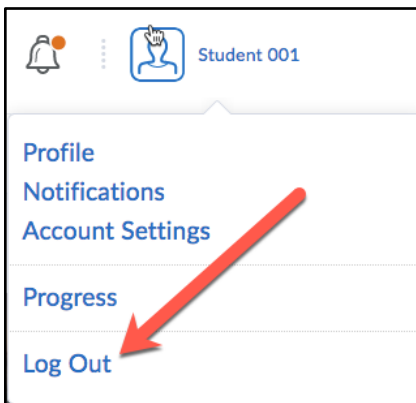 Student 001
Profile
Notifications
Account Settings
Progress
Log Out